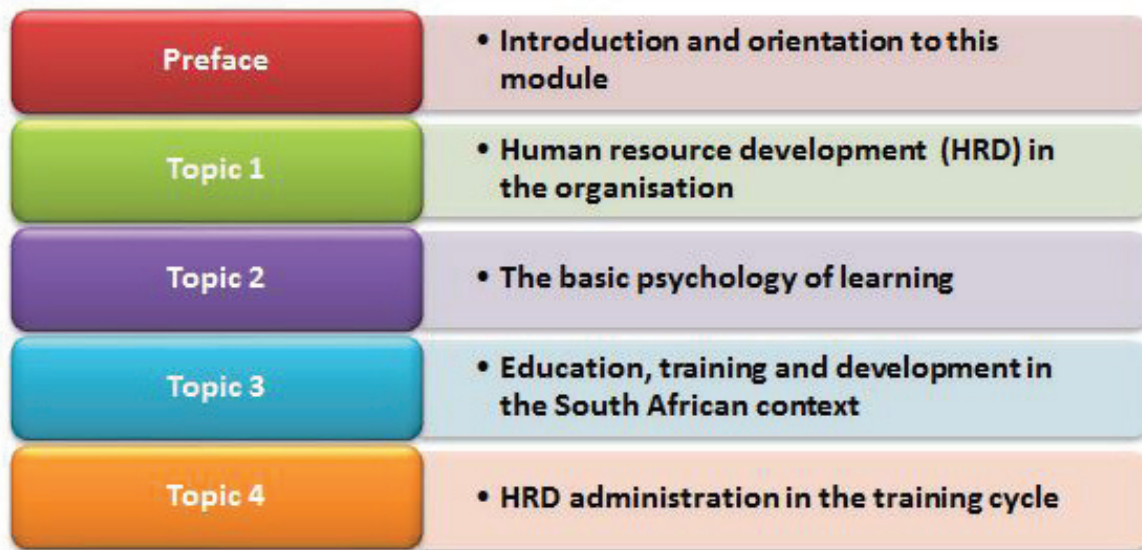 Preface
• Introduction and orientation to this
module
Topic 1
• Human resource development (HRD) in
the organisation
Topic 2
• The basic psychology of learning
Topic 3
• Education, training and development in
the South African context
Topic 4
• HRD administration in the training cycle